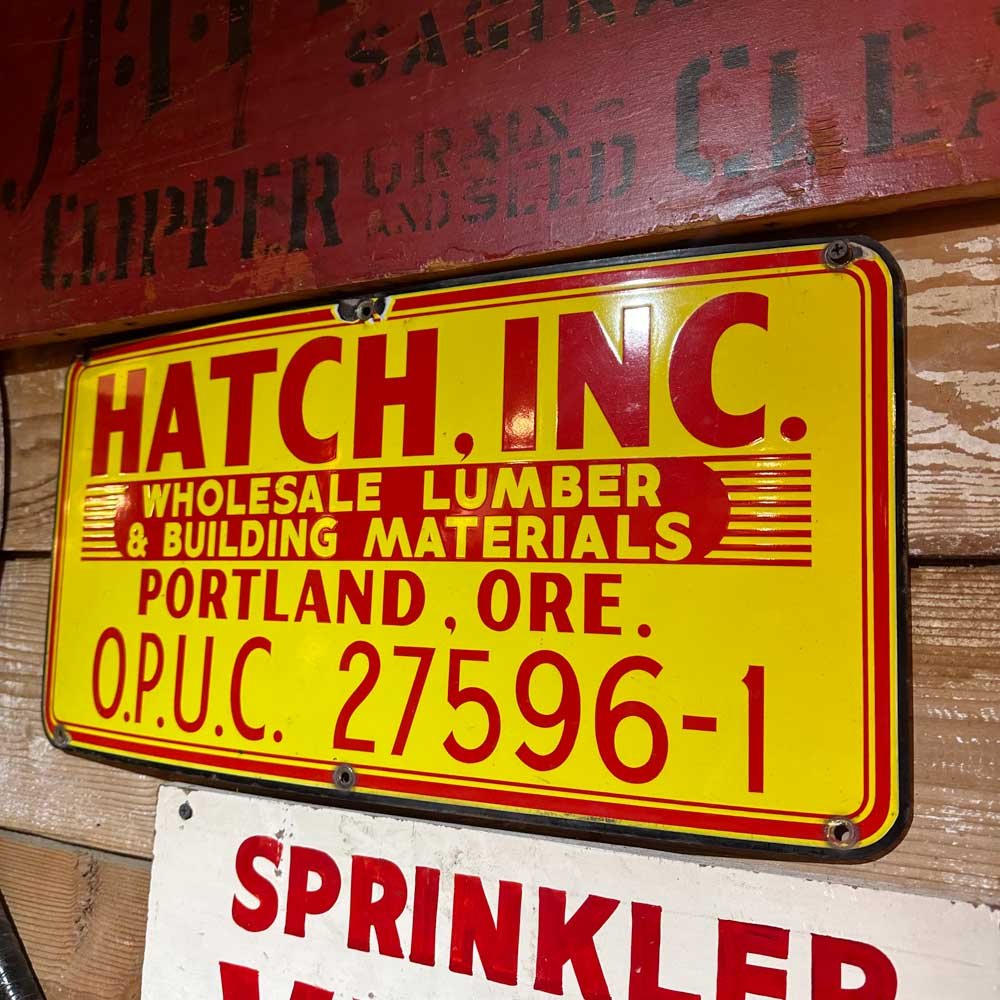 SAGINA
CLIPPER GRAIN AND SEED CLEA
HATCH, INC.
WHOLESALE LUMBER
& BUILDING MATERIALS
PORTLAND, ORE.
O.P.U.C. 27596-1
SPRINKLER